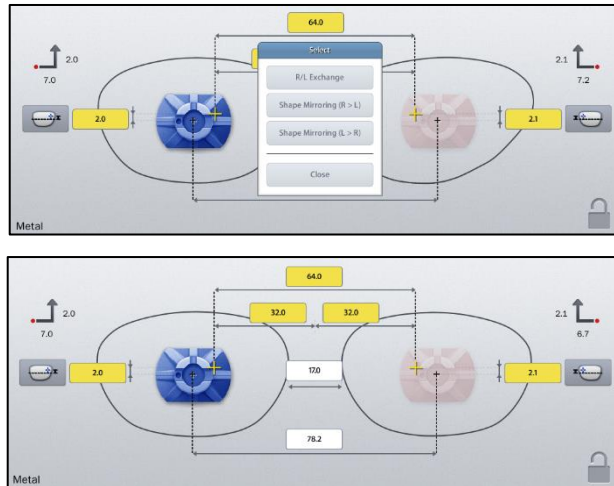 64.0
Select
2.0
7.0
R/L Exchange
2.1
7.2
2.0
Shape Mirroring (R > L)
2.1
Shape Mirroring (L > R)
Close
Metal
64.0
2.0
7.0
32.0
32.0
2.1
6.7
2.0
17.0
2.1
78.2
Metal